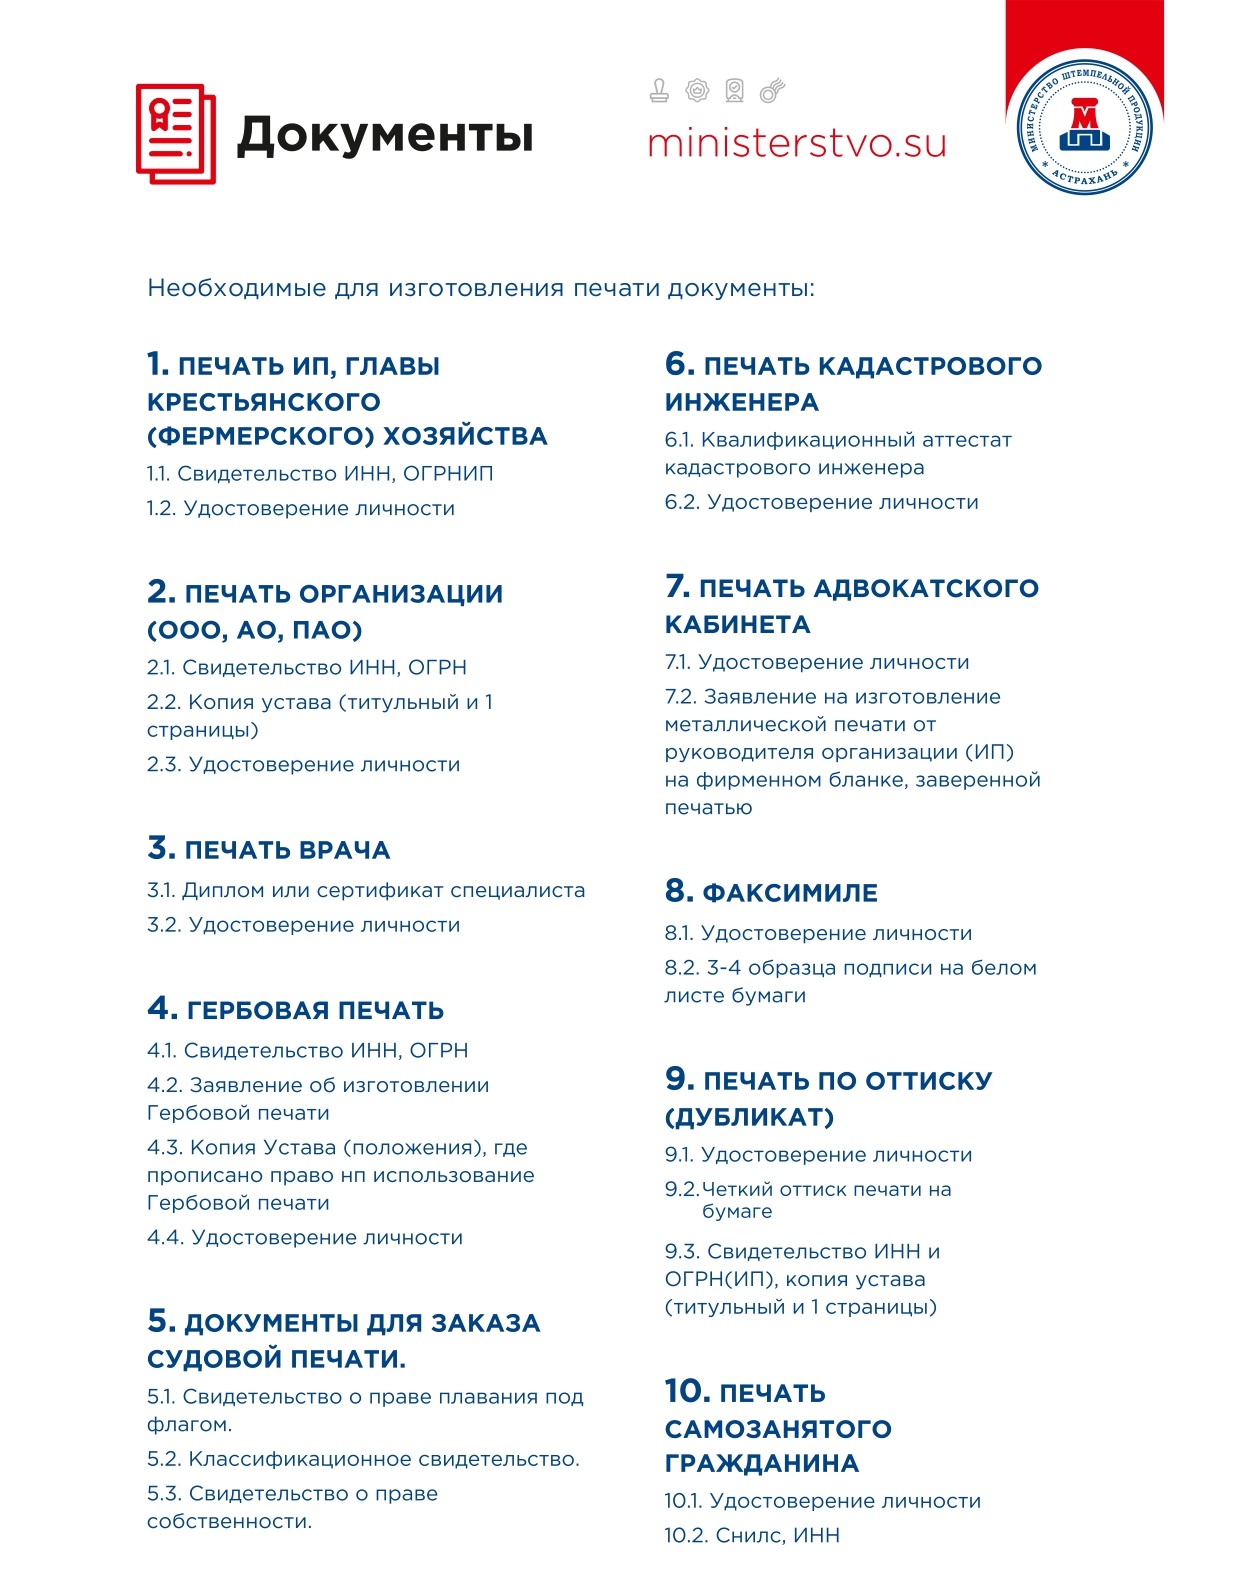 Документы
ministerstvo.su
МИНИСТЕРСТВО ШТЕМПЕЛЬНОЙ ПРОДУКЦИИ
* АСТРАХАНЬ *
М
Необходимые для изготовления печати документы:
1. ПЕЧАТЬ ИП, ГЛАВЫ
КРЕСТЬЯНСКОГО
(ФЕРМЕРСКОГО) ХОЗЯЙСТВА
1.1. Свидетельство ИНН, ОГРНИП
1.2. Удостоверение личности
2. ПЕЧАТЬ ОРГАНИЗАЦИИ
(ООО, АО, ПАО)
2.1. Свидетельство ИНН, ОГРН
2.2. Копия устава (титульный и 1
страницы)
2.3. Удостоверение личности
3. ПЕЧАТЬ ВРАЧА
3.1. Диплом или сертификат специалиста
3.2. Удостоверение личности
4. ГЕРБОВАЯ ПЕЧАТЬ
4.1. Свидетельство ИНН, ОГРН
4.2. Заявление об изготовлении
Гербовой печати
4.3. Копия Устава (положения), где
прописано право нп использование
Гербовой печати
4.4. Удостоверение личности
5. ДОКУМЕНТЫ ДЛЯ ЗАКАЗА
СУДОВОЙ ПЕЧАТИ.
5.1. Свидетельство о праве плавания под
флагом.
5.2. Классификационное свидетельство.
5.3. Свидетельство о праве
собственности.
6. ПЕЧАТЬ КАДАСТРОВОГО
ИНЖЕНЕРА
6.1. Квалификационный аттестат
кадастрового инженера
6.2. Удостоверение личности
7. ПЕЧАТЬ АДВОКАТСКОГО
КАБИНЕТА
7.1. Удостоверение личности
7.2. Заявление на изготовление
металлической печати от
руководителя организации (ИП)
на фирменном бланке, заверенной
печатью
8. ФАКСИМИЛЕ
8.1. Удостоверение личности
8.2. 3-4 образца подписи на белом
листе бумаги
9. ПЕЧАТЬ ПО ОТТИСКУ
(ДУБЛИКАТ)
9.1. Удостоверение личности
9.2.Четкий оттиск печати на
бумаге
9.3. Свидетельство ИНН и
ОГРН(ИП), копия устава
(титульный и 1 страницы)
10. ПЕЧАТЬ
САМОЗАНЯТОГО
ГРАЖДАНИНА
10.1. Удостоверение личности
10.2. Снилс, ИНН